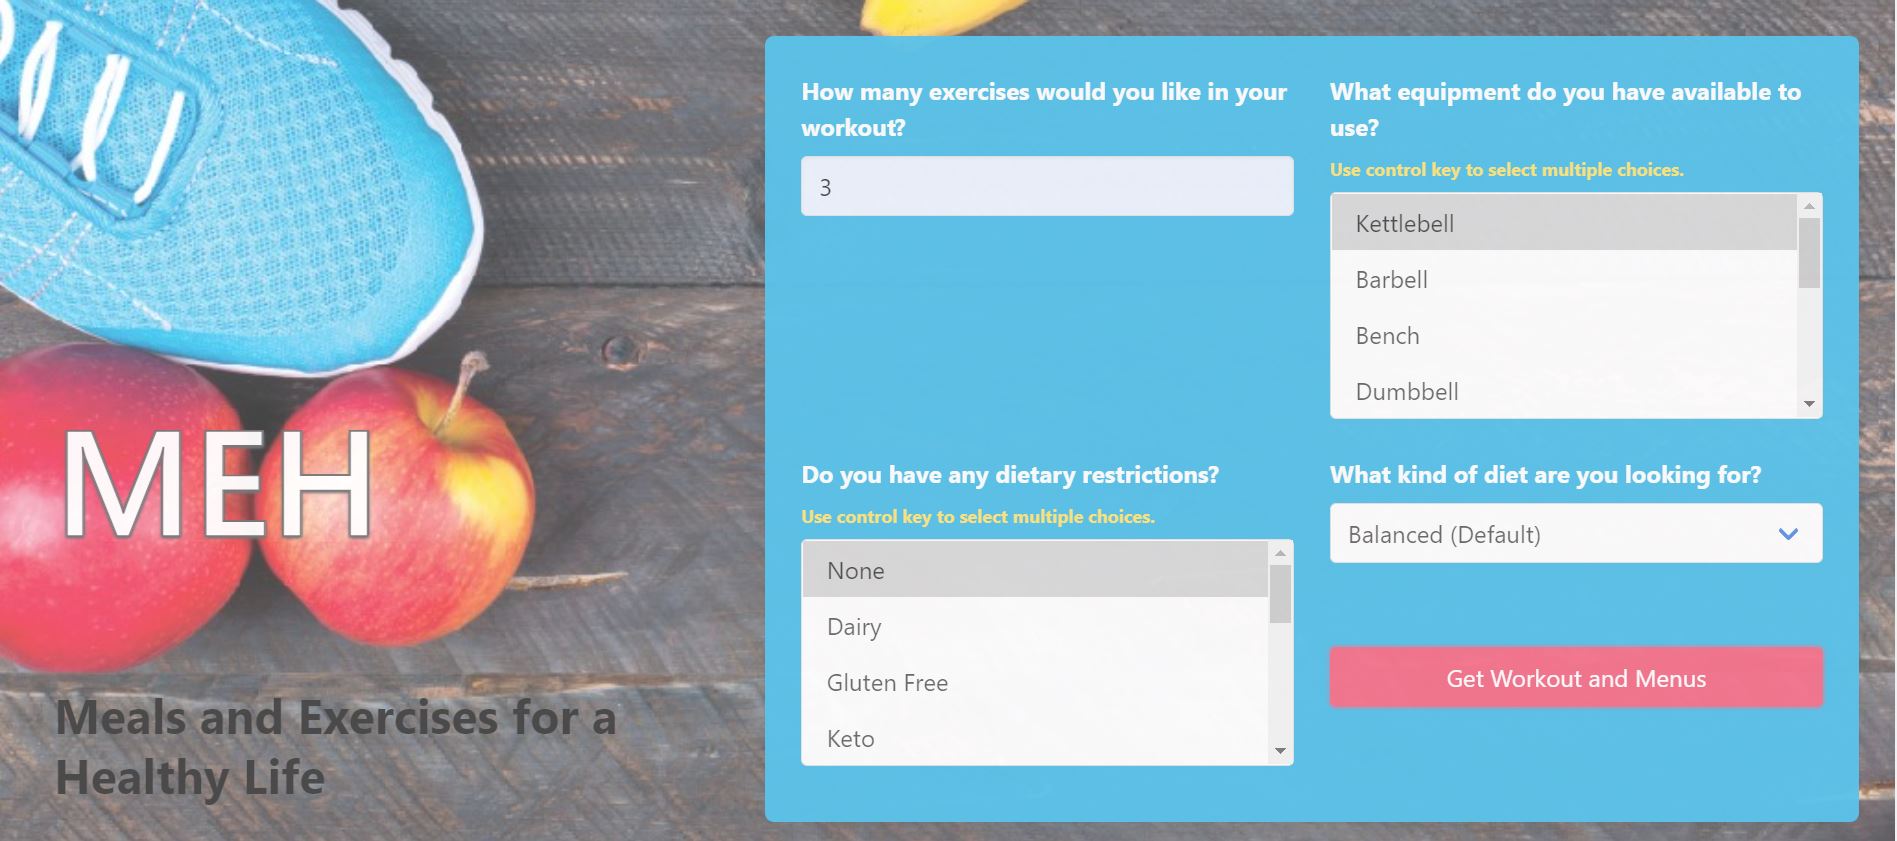 MEH
Meals and Exercises for a
Healthy Life
How many exercises would you like in your
workout?
3
What equipment do you have available to
use?
Use control key to select multiple choices.
Kettlebell
Barbell
Bench
Dumbbell
Do you have any dietary restrictions?
Use control key to select multiple choices.
None
Dairy
Gluten Free
Keto
What kind of diet are you looking for?
Balanced (Default)
Get Workout and Menus